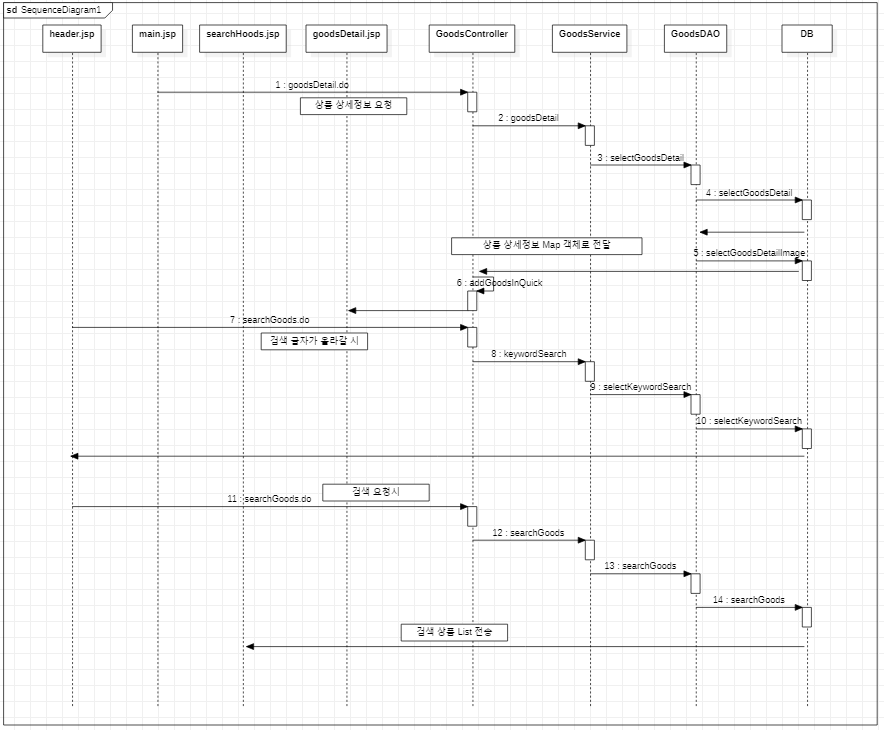 sd SequenceDiagram1
header.jsp
main.jsp
searchHoods.jsp
goodsDetail.jsp
GoodsController
GoodsService
GoodsDAO
DB
1 : goodsDetail.do
상품 상세정보 요청
2 : goodsDetail
3 : selectGoodsDetail
4 : selectGoodsDetail
상품 상세정보 Map 객체로 전달
5 : selectGoodsDetailImage
6 : addGoodsInQuick
7 : searchGoods.do
검색 글자가 올라갈 시
8 : keywordSearch
9 : selectKeywordSearch
10 : selectKeywordSearch
검색 요청시
11 : searchGoods.do
12 : searchGoods
13 : searchGoods
14 : searchGoods
검색 상품 List 전송